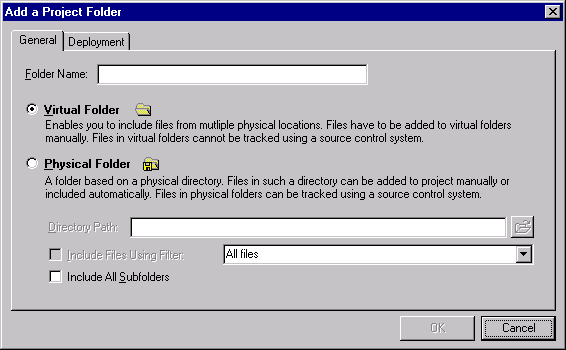 Add a Project Folder
General
Deployment
Folder Name:
Virtual Folder
Enables you to include files from mutliple physical locations. Files have to be added to virtual folders
manually. Files in virtual folders cannot be tracked using a source control system.
Physical Folder
A folder based on a physical directory. Files in such a directory can be added to project manually or
included automatically. Files in physical folders can be tracked using a source control system.
Directory Path:
Include Files Using Filter:
All files
Include All Subfolders
OK
Cancel